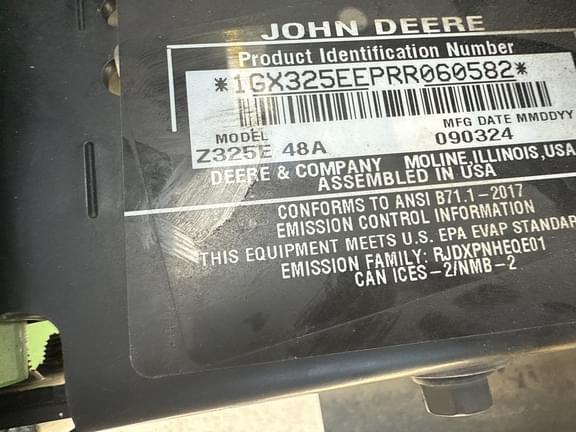 JOHN DEERE
Product Identification Number
*1GX325EEPRR060582*
MODEL MFG DATE MMDDYY
Z325E 48A 090324
DEERE & COMPANY MOLINE, ILLINOIS, USA
ASSEMBLED IN USA
CONFORMS TO ANSI B71.1-2017
EMISSION CONTROL INFORMATION
THIS EQUIPMENT MEETS U.S. EPA EVAP STANDAR
EMISSION FAMILY: RJDXPNHEQE01
CAN ICES-2/NMB-2